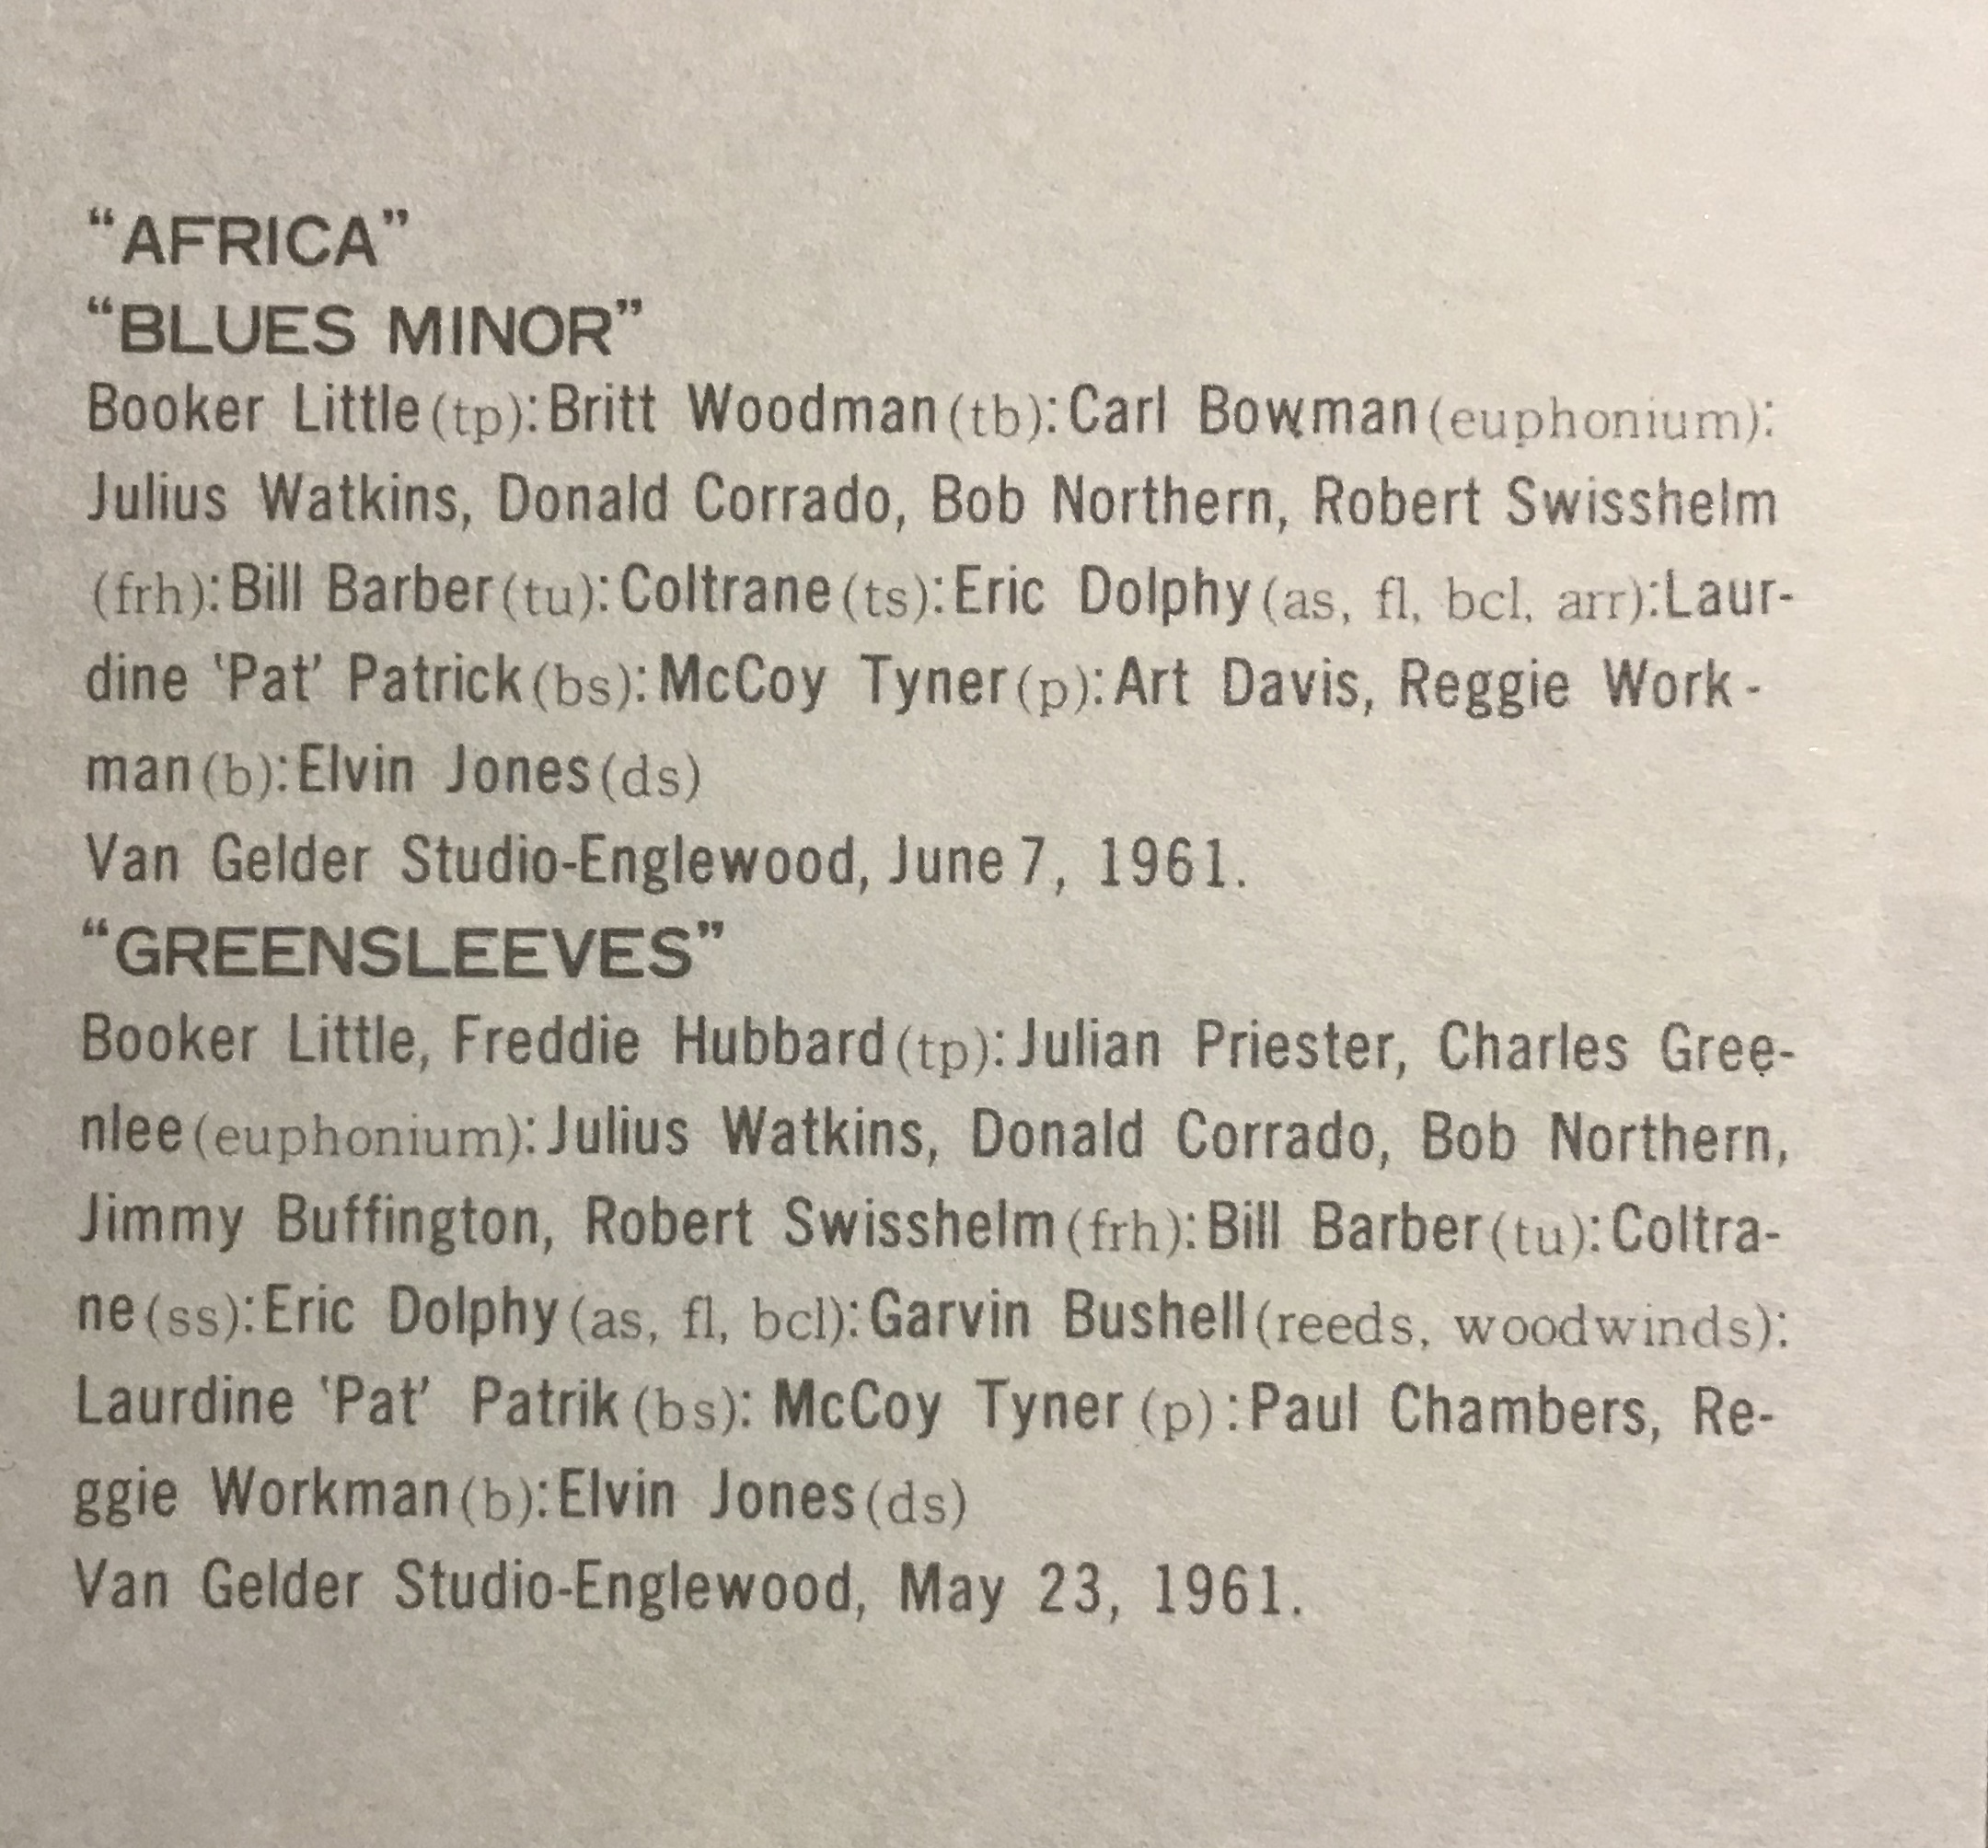 “AFRICA”
“BLUES MINOR”
Booker Little(tp):Britt Woodman(tb):Carl Bowman(euphonium):
Julius Watkins, Donald Corrado, Bob Northern, Robert Swisshelm
(frh):Bill Barber(tu):Coltrane(ts):Eric Dolphy(as, fl, bcl, arr):Laur-
dine ‘Pat’ Patrick(bs):McCoy Tyner(p):Art Davis, Reggie Work-
man(b):Elvin Jones(ds)
Van Gelder Studio-Englewood, June 7, 1961.
“GREENSLEEVES”
Booker Little, Freddie Hubbard(tp):Julian Priester, Charles Gree-
nlee(euphonium):Julius Watkins, Donald Corrado, Bob Northern,
Jimmy Buffington, Robert Swisshelm(frh):Bill Barber(tu):Coltra-
ne(ss):Eric Dolphy(as, fl, bcl):Garvin Bushell(reeds, woodwinds):
Laurdine ‘Pat’ Patrik(bs): McCoy Tyner(p):Paul Chambers, Re-
ggie Workman(b):Elvin Jones(ds)
Van Gelder Studio-Englewood, May 23, 1961.